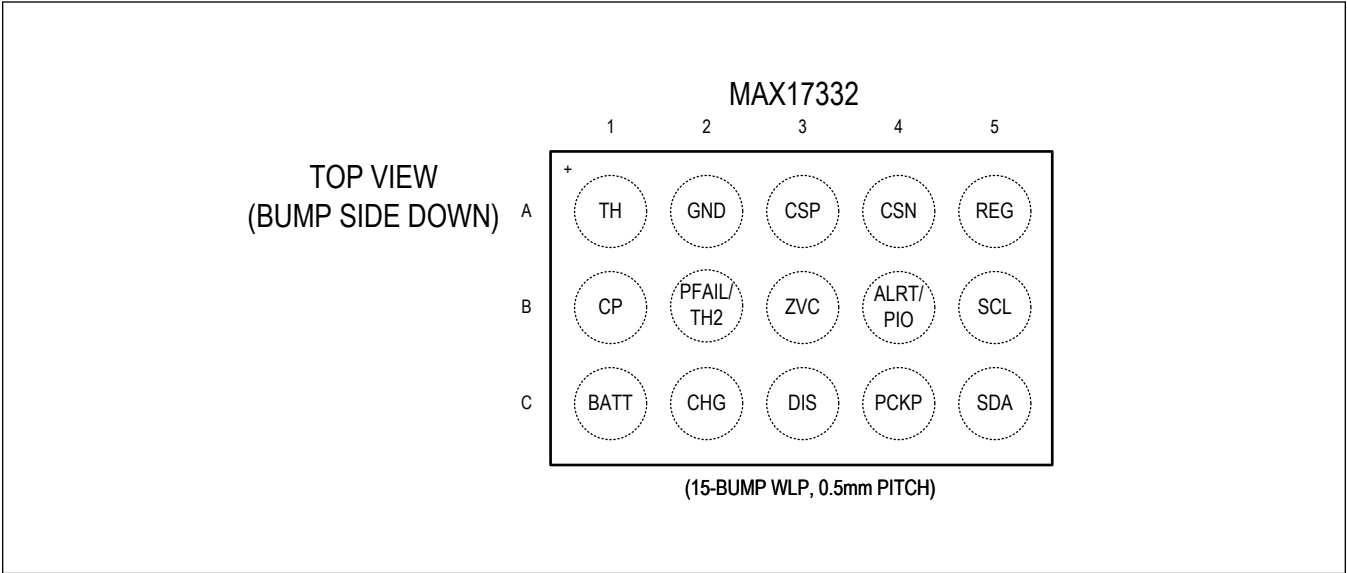 MAX17332
1 2 3 4 5
TOP VIEW
(BUMP SIDE DOWN)
+
A TH GND CSP CSN REG
B CP PFAIL/ ZVC ALRT/ SCL
TH2 PIO
C BATT CHG DIS PCKP SDA
(15-BUMP WLP, 0.5mm PITCH)